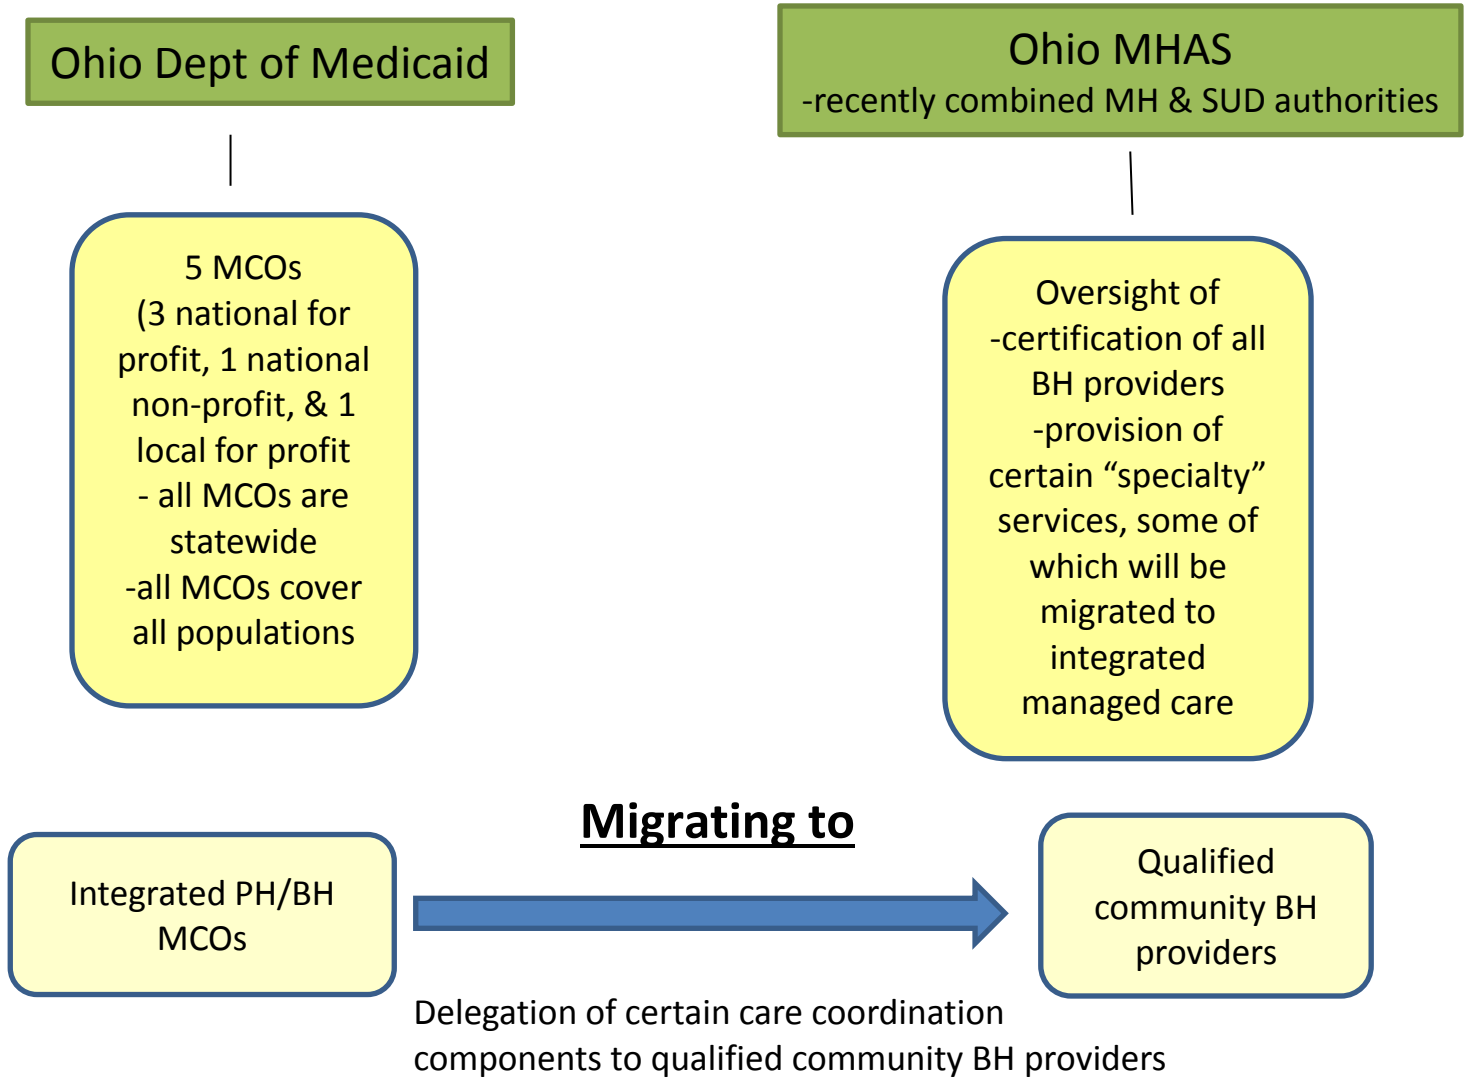 Ohio Dept of Medicaid
Ohio MHAS
-recently combined MH & SUD authorities
5 MCOs
(3 national for
profit, 1 national
non-profit, & 1
local for profit
- all MCOs are
statewide
-all MCOs cover
all populations
Oversight of
-certification of all
BH providers
-provision of
certain “specialty”
services, some of
which will be
migrated to
integrated
managed care
Migrating to
Integrated PH/BH
MCOs
Qualified
community BH
providers
Delegation of certain care coordination
components to qualified community BH providers